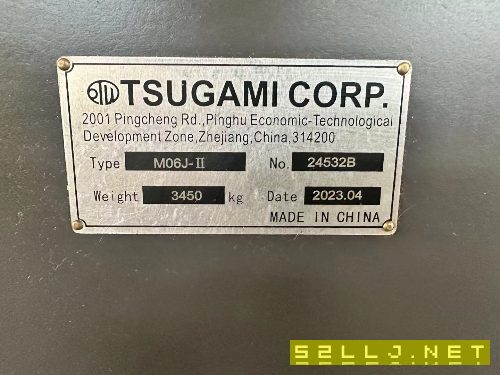 TSUGAMI CORP.
2001 Pingcheng Rd.,Pinghu Economic-Technological
Development Zone,Zhejiang,China,314200
Type M06J-II No. 24532B
Weight 3450 kg Date 2023.04
MADE IN CHINA
52LLJ.NET